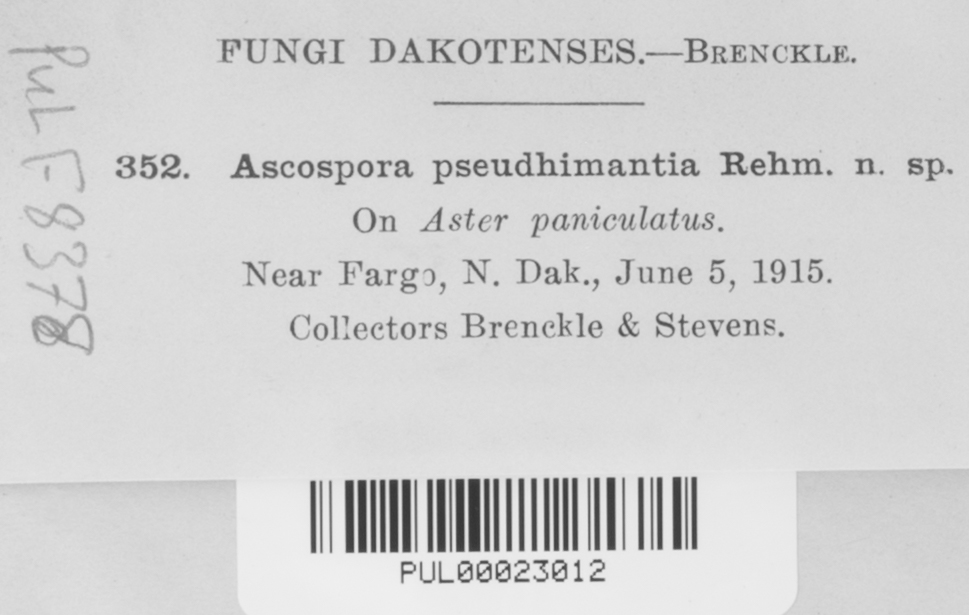 FUNGI DAKOTENSES.—BRENCKLE.
352. Ascospora pseudhimantia Rehm. n. sp.
On Aster paniculatus.
Near Fargo, N. Dak., June 5, 1915.
Collectors Brenckle & Stevens.
PUL F 8378
PUL00023012